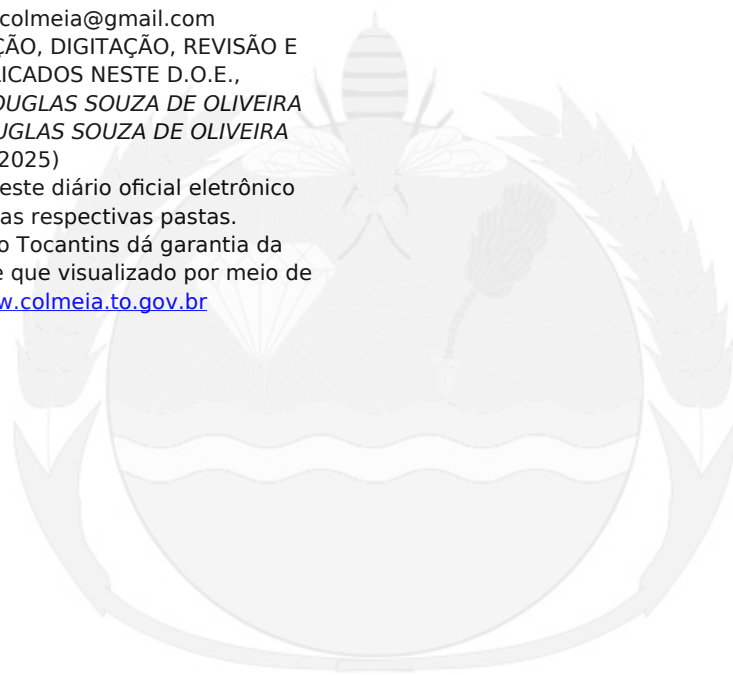 colmeia@gmail.com
ÇÃO, DIGITAÇÃO, REVISÃO E
LICADOS NESTE D.O.E.,
OUGLAS SOUZA DE OLIVEIRA
UGLAS SOUZA DE OLIVEIRA
2025)
este diário oficial eletrônico
as respectivas pastas.
o Tocantins dá garantia da
e que visualizado por meio de
w.colmeia.to.gov.br